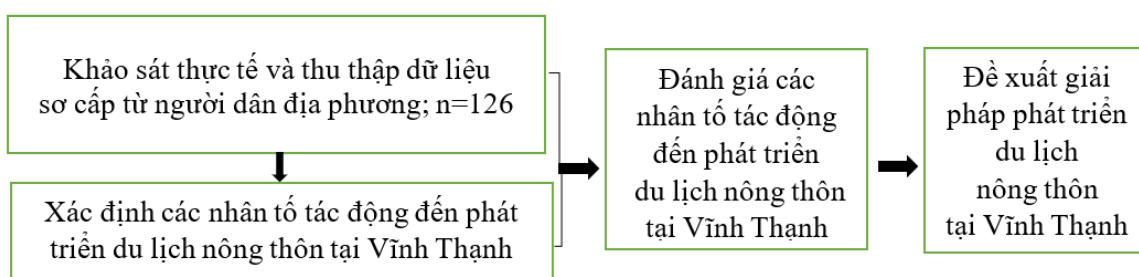 Khảo sát thực tế và thu thập dữ liệu
sơ cấp từ người dân địa phương; n=126
Xác định các nhân tố tác động đến phát
triển du lịch nông thôn tại Vĩnh Thạnh
Đánh giá các
nhân tố tác động
đến phát triển
du lịch nông thôn
tại Vĩnh Thạnh
Đề xuất giải
pháp phát triển
du lịch
nông thôn
tại Vĩnh Thạnh